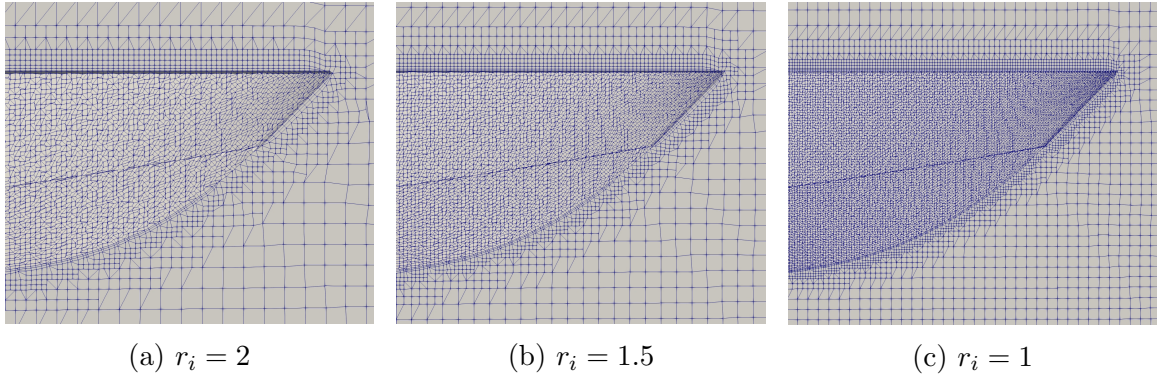 (a) r_i = 2
(b) r_i = 1.5
(c) r_i = 1